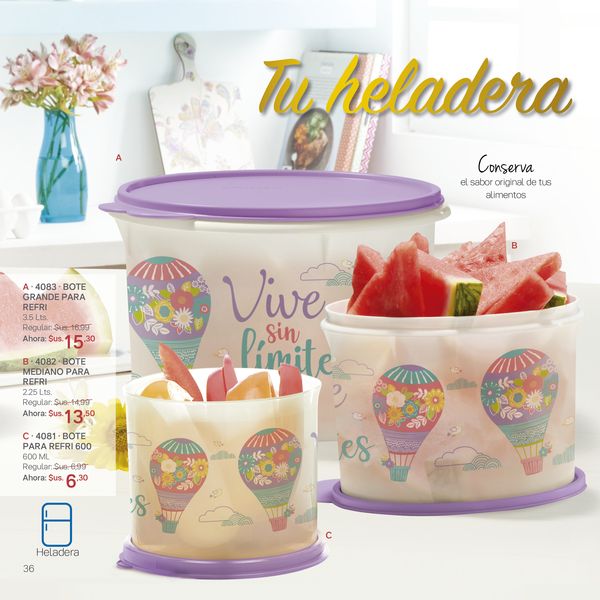 Tu heladera
Conserva
el sabor original de tus
alimentos
A
B
A · 4083 · BOTE
GRANDE PARA
REFRI
3.5 Lts.
Regular: $us. 16,99
Ahora: $us. 15,30
B · 4082 · BOTE
MEDIANO PARA
REFRI
2.25 Lts.
Regular: $us. 14,99
Ahora: $us. 13,50
C · 4081 · BOTE
PARA REFRI 600
600 ML
Regular: $us. 6,99
Ahora: $us. 6,30
Vive
sin
límites
es
es
C
Heladera
36